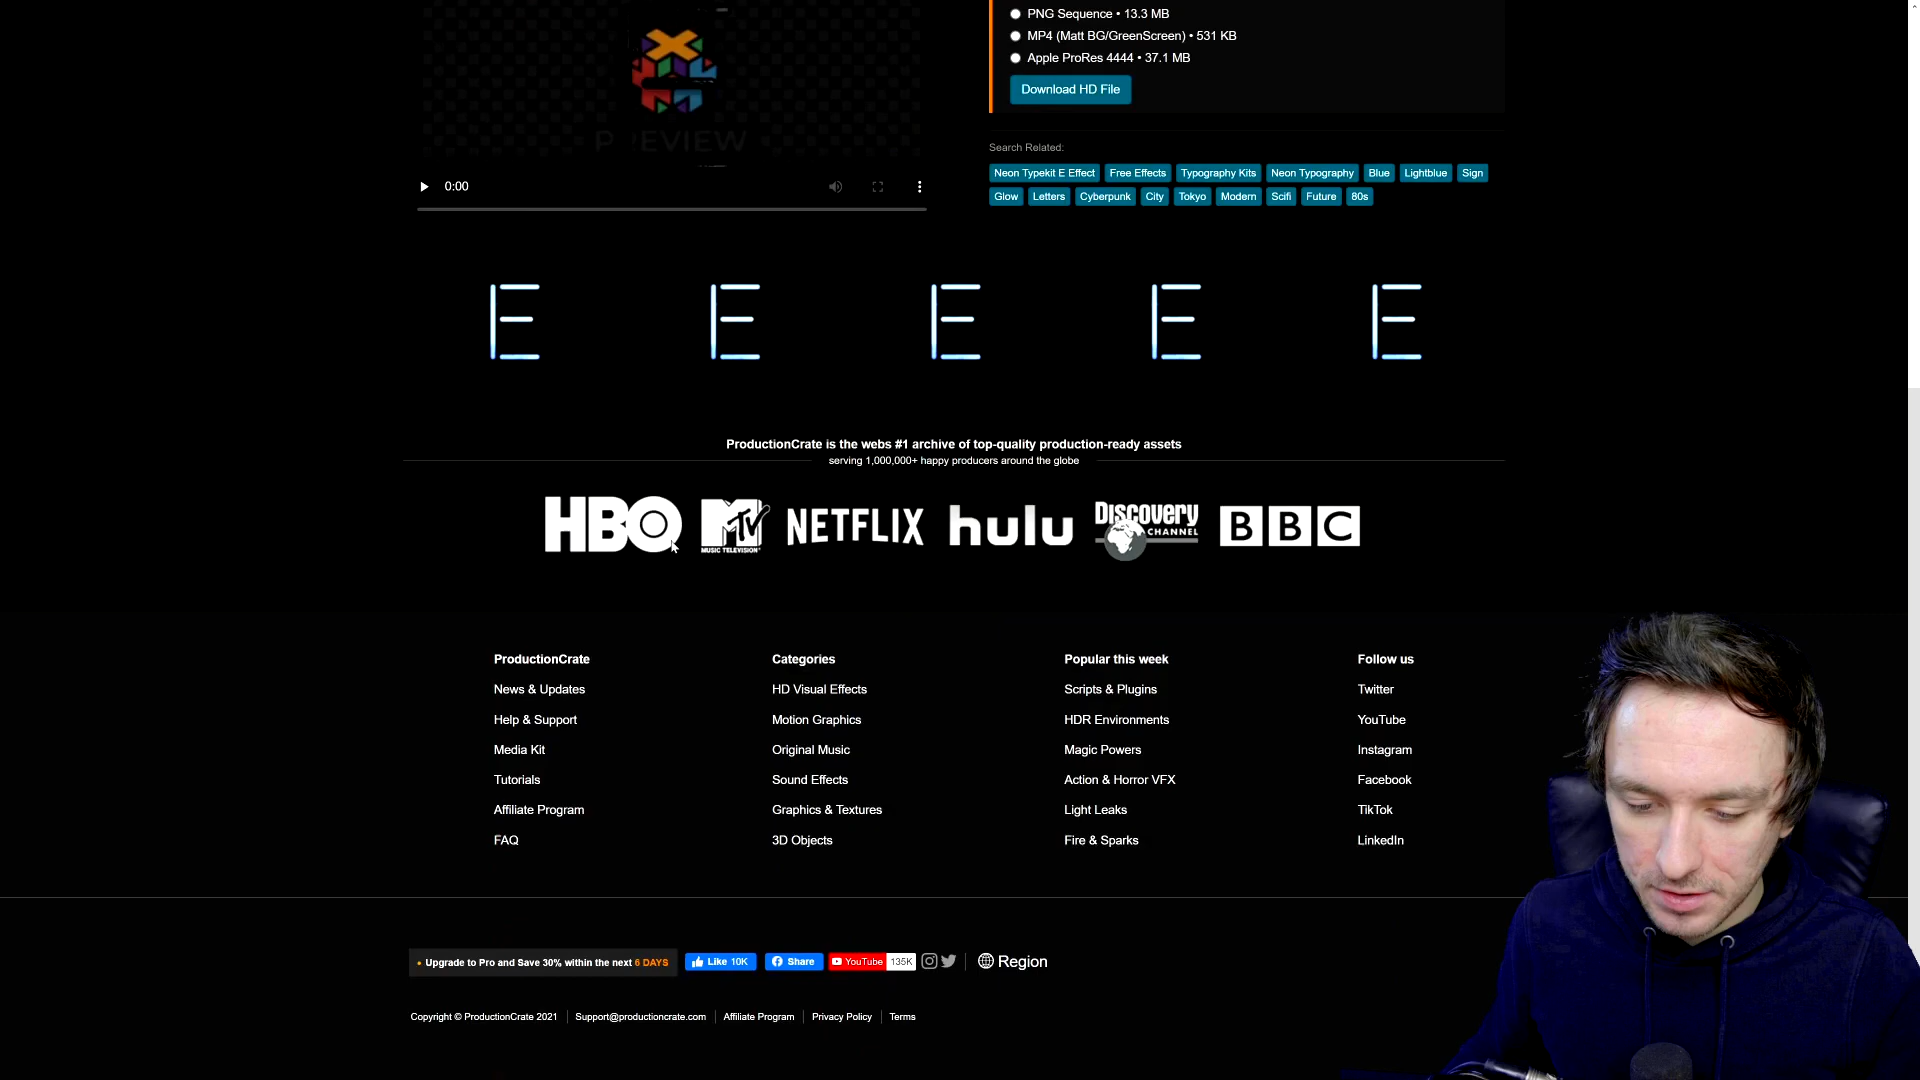 PNG Sequence • 13.3 MB
MP4 (Matt BG/GreenScreen) • 531 KB
Apple ProRes 4444 • 37.1 MB
Download HD File
PREVIEW
0:00
Search Related:
Neon Typekit E Effect Free Effects Typography Kits Neon Typography Blue Lightblue Sign
Glow Letters Cyberpunk City Tokyo Modern Scifi Future 80s
E E E E E
ProductionCrate is the webs #1 archive of top-quality production-ready assets
serving 1,000,000+ happy producers around the globe
HBO MTV MUSIC TELEVISION NETFLIX hulu Discovery CHANNEL BBC
ProductionCrate Categories Popular this week Follow us
News & Updates HD Visual Effects Scripts & Plugins Twitter
Help & Support Motion Graphics HDR Environments YouTube
Media Kit Original Music Magic Powers Instagram
Tutorials Sound Effects Action & Horror VFX Facebook
Affiliate Program Graphics & Textures Light Leaks TikTok
FAQ 3D Objects Fire & Sparks LinkedIn
• Upgrade to Pro and Save 30% within the next 6 DAYS Like 10K Share YouTube 135K Region
Copyright © ProductionCrate 2021 Support@productioncrate.com Affiliate Program Privacy Policy Terms